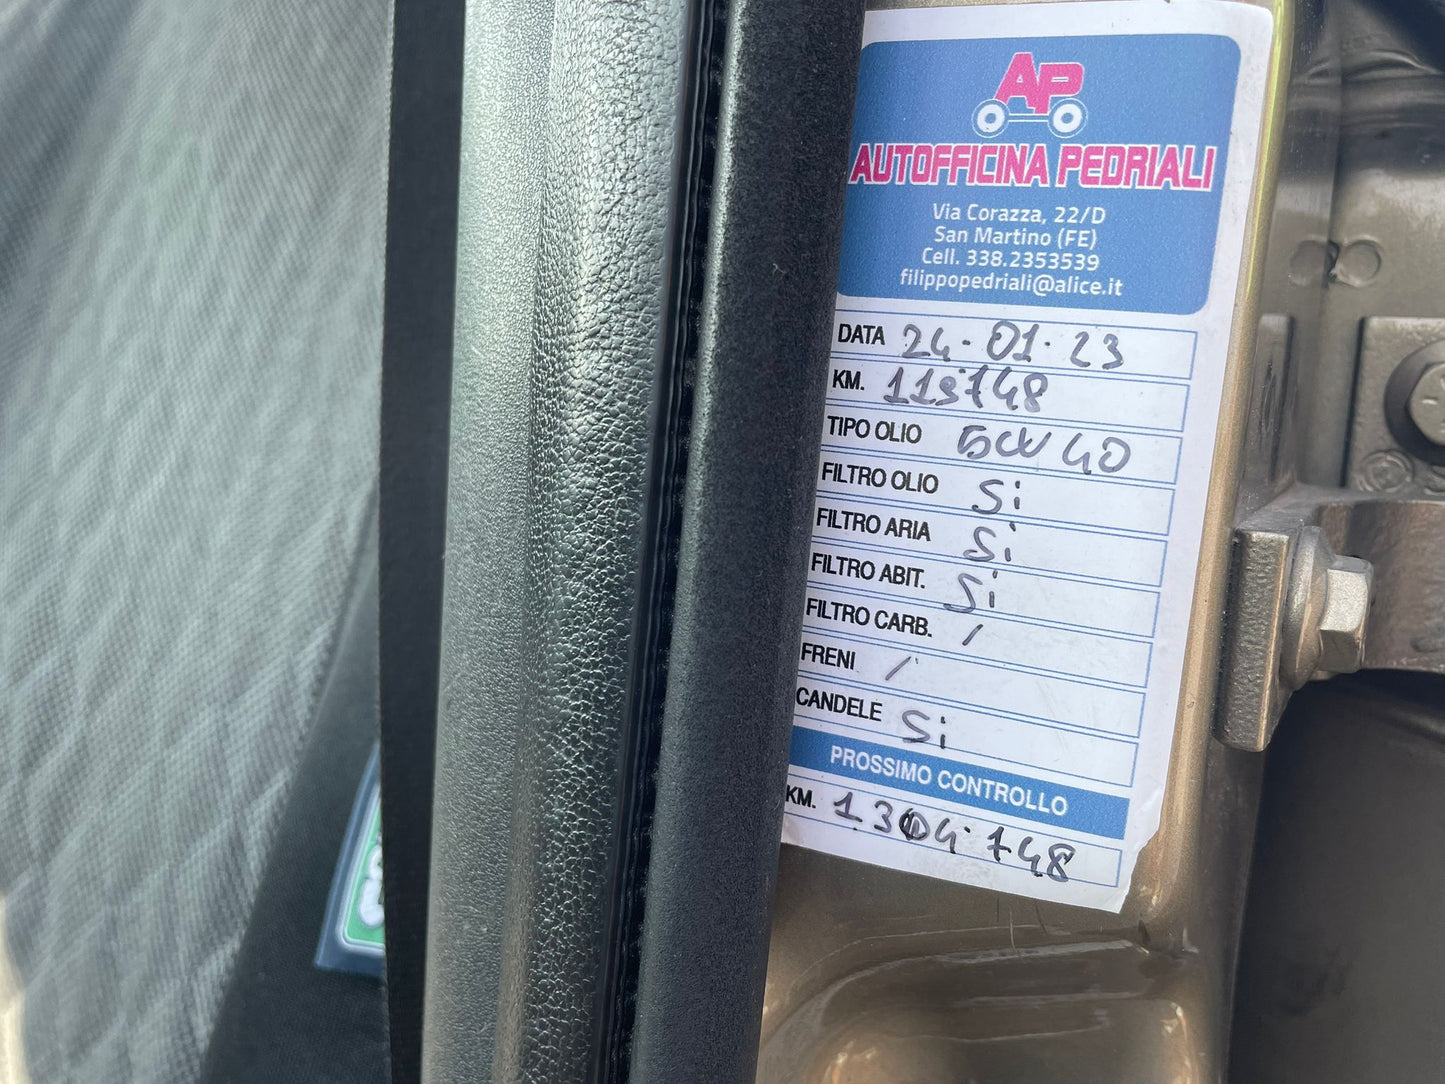 AP
AUTOFFICINA PEDRIALI
Via Corazza, 22/D
San Martino (FE)
Cell. 338.2353539
filippopedriali@alice.it
DATA 24-01-23
KM. 119.748
TIPO OLIO 5W40
FILTRO OLIO Si
FILTRO ARIA Si
FILTRO ABIT. Si
FILTRO CARB. /
FRENI /
CANDELE Si
PROSSIMO CONTROLLO
KM.